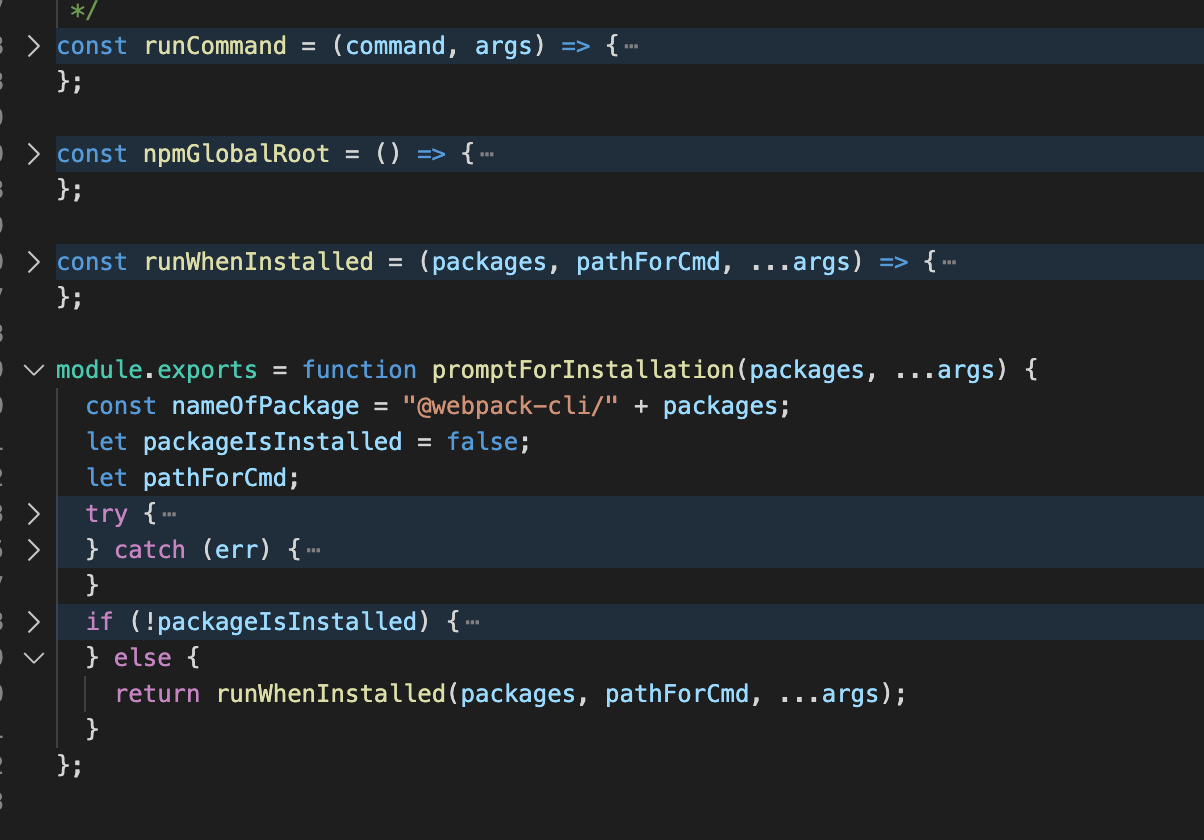 */
const runCommand = (command, args) => {⋯
};
const npmGlobalRoot = () => {⋯
};
const runWhenInstalled = (packages, pathForCmd, ...args) => {⋯
};
module.exports = function promptForInstallation(packages, ...args) {
const nameOfPackage = "@webpack-cli/" + packages;
let packageIsInstalled = false;
let pathForCmd;
try {⋯
} catch (err) {⋯
}
if (!packageIsInstalled) {⋯
} else {
return runWhenInstalled(packages, pathForCmd, ...args);
}
};